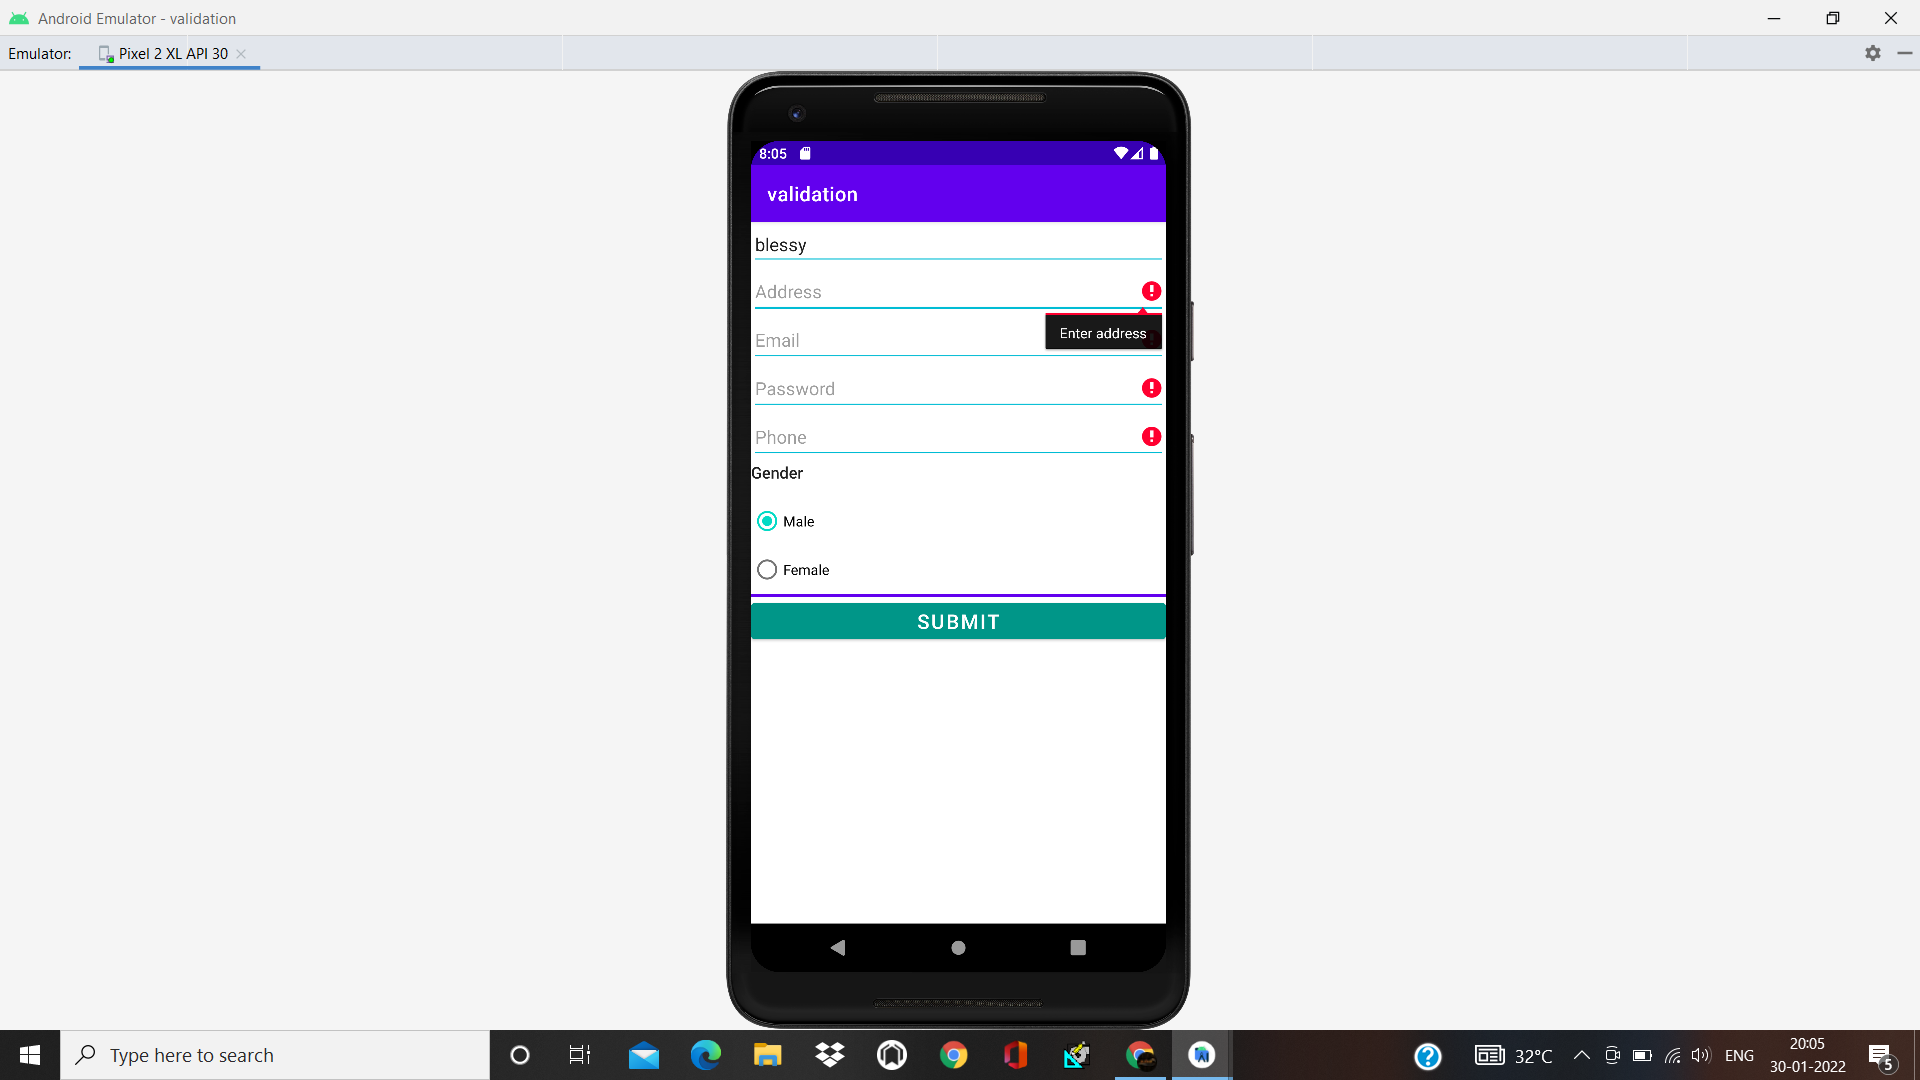 Android Emulator - validation
Emulator: Pixel 2 XL API 30
8:05
validation
blessy
Address
Enter address
Email
Password
Phone
Gender
Male
Female
SUBMIT
Type here to search
32°C
ENG
20:05
30-01-2022
5